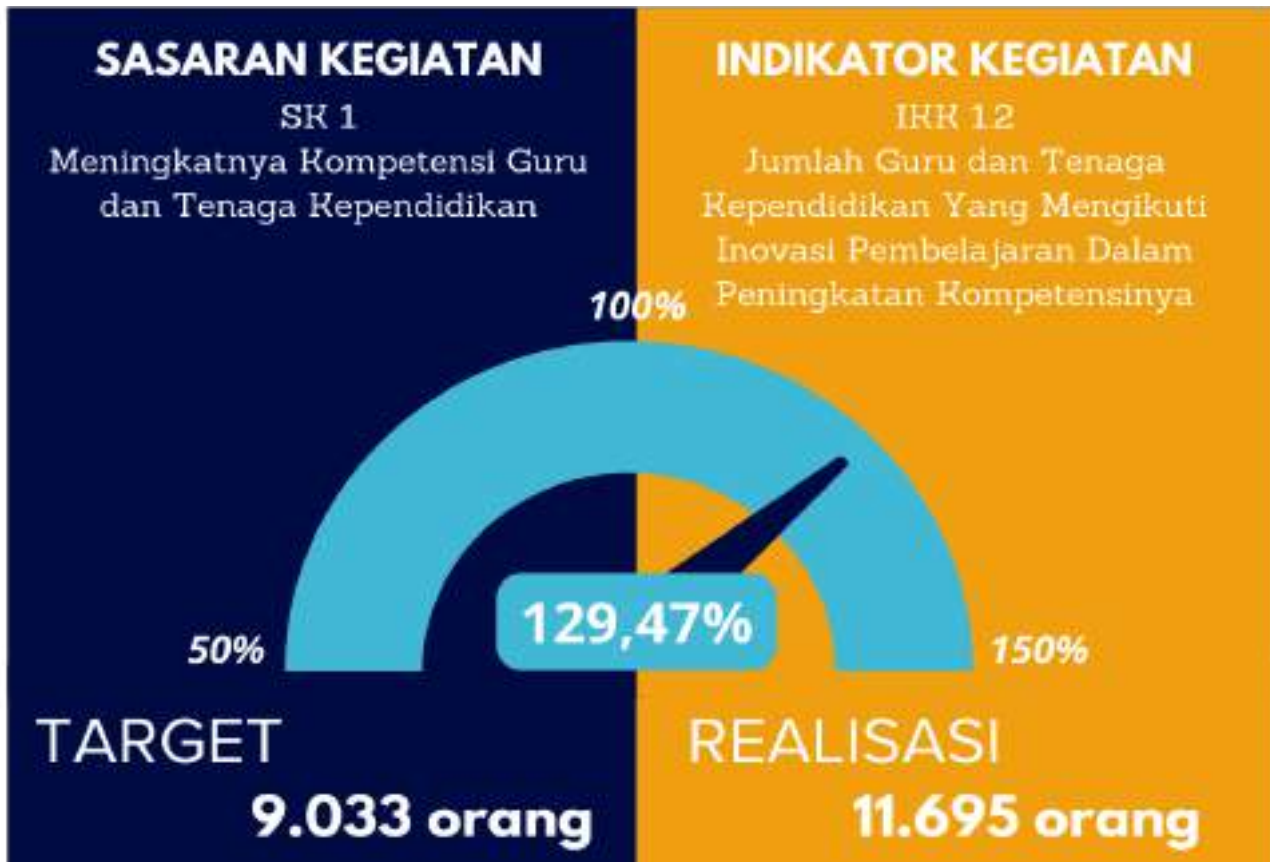 SASARAN KEGIATAN
SK 1
Meningkatnya Kompetensi Guru
dan Tenaga Kependidikan
INDIKATOR KEGIATAN
IKK 1.2
Jumlah Guru dan Tenaga
Kependidikan Yang Mengikuti
Inovasi Pembelajaran Dalam
Peningkatan Kompetensinya
100%
50%
129,47%
150%
TARGET
9.033 orang
REALISASI
11.695 orang